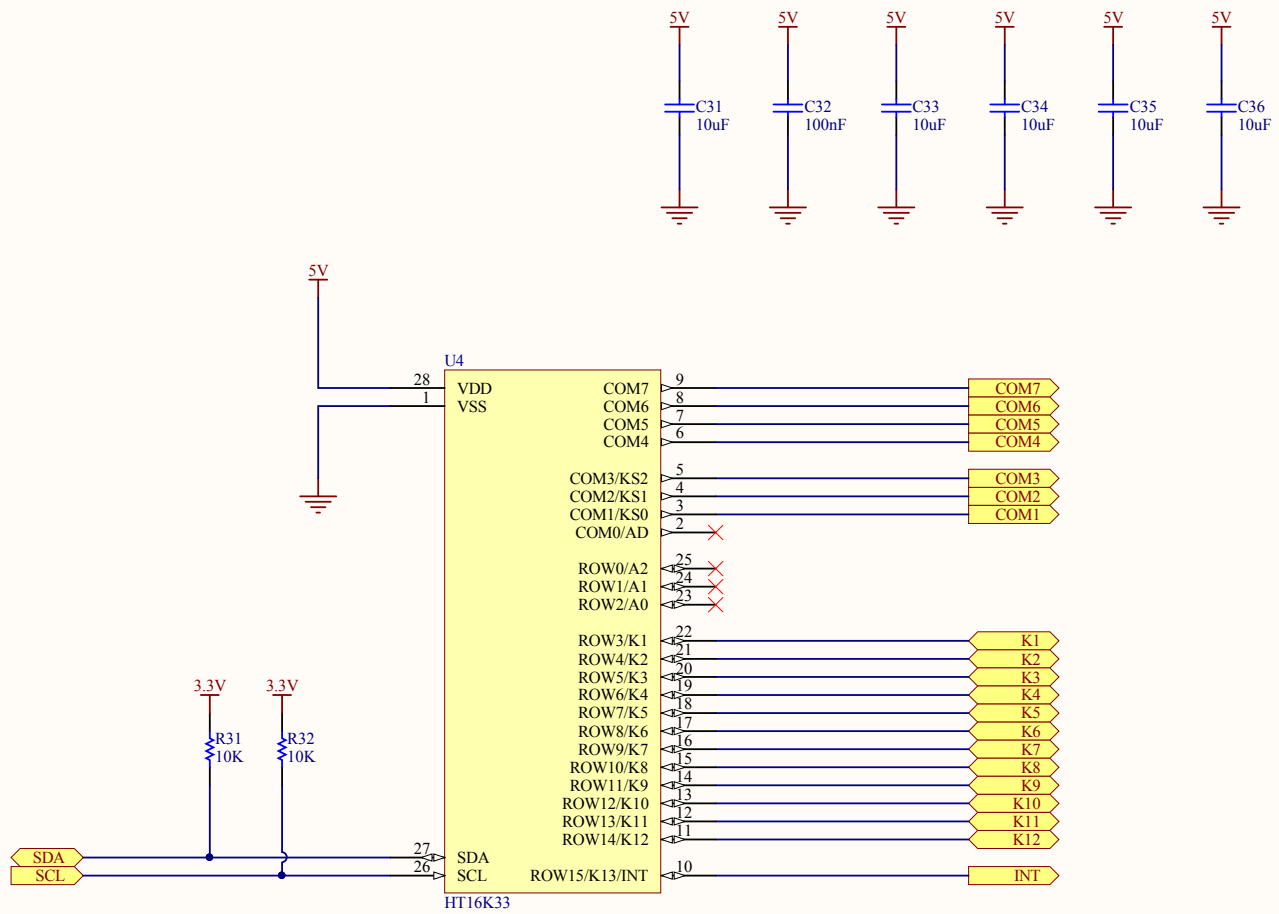 5V 5V 5V 5V 5V 5V
C31 C32 C33 C34 C35 C36
10uF 100nF 10uF 10uF 10uF 10uF
5V
U4
28 VDD COM7 9 COM7
1 VSS COM6 8 COM6
COM5 7 COM5
COM4 6 COM4
COM3/KS2 5 COM3
COM2/KS1 4 COM2
COM1/KS0 3 COM1
COM0/AD 2
ROW0/A2 25
ROW1/A1 24
ROW2/A0 23
ROW3/K1 22 K1
ROW4/K2 21 K2
ROW5/K3 20 K3
3.3V 3.3V ROW6/K4 19 K4
ROW7/K5 18 K5
R31 R32 ROW8/K6 17 K6
10K 10K ROW9/K7 16 K7
ROW10/K8 15 K8
ROW11/K9 14 K9
ROW12/K10 13 K10
ROW13/K11 12 K11
ROW14/K12 11 K12
SDA 27 SDA
SCL 26 SCL ROW15/K13/INT 10 INT
HT16K33